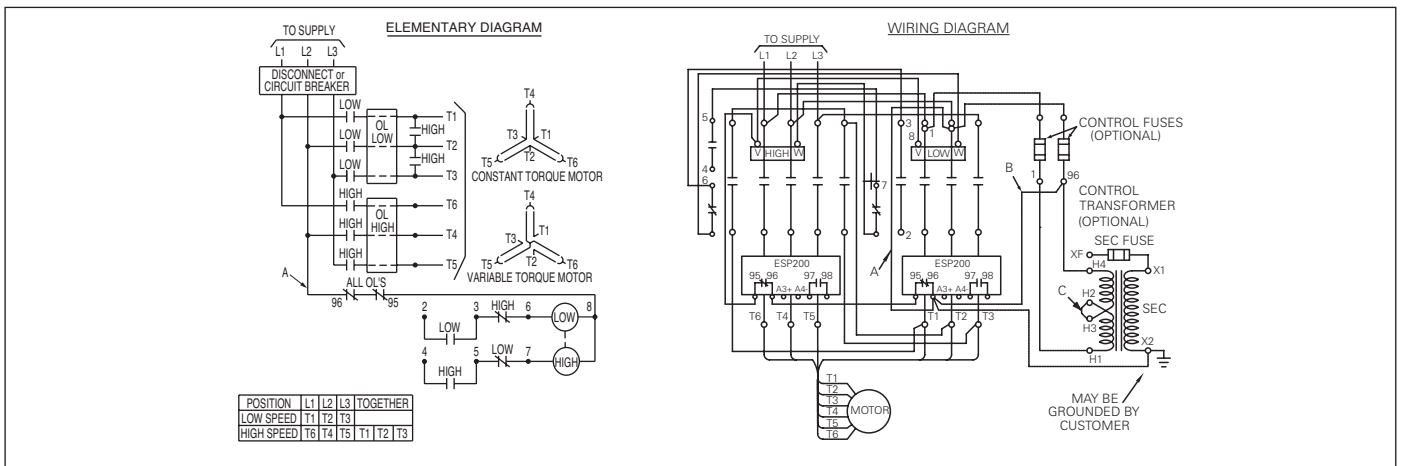 ELEMENTARY DIAGRAM
TO SUPPLY
L1 L2 L3
DISCONNECT or
CIRCUIT BREAKER
LOW
LOW
LOW
HIGH
HIGH
HIGH
OL
LOW
OL
HIGH
HIGH
HIGH
T1
T2
T3
T6
T4
T5
T4
T3 T1
T2
T5 T6
CONSTANT TORQUE MOTOR
T4
T3 T1
T2
T5 T6
VARIABLE TORQUE MOTOR
A
ALL OL'S
96 95
2 3 HIGH 6 LOW 8
LOW
4 5 LOW 7 HIGH
HIGH
POSITION L1 L2 L3 TOGETHER
LOW SPEED T1 T2 T3
HIGH SPEED T6 T4 T5 T1 T2 T3
WIRING DIAGRAM
TO SUPPLY
L1 L2 L3
5
3
8 1
V HIGH W
V LOW W
4
6
7
2
A
ESP200
95 96 97 98
A3+ A4-
ESP200
95 96 97 98
A3+ A4-
T6 T4 T5
T1 T2 T3
T1
T2
T3
T4
T5
T6
MOTOR
CONTROL FUSES
(OPTIONAL)
B
1 96
CONTROL
TRANSFORMER
(OPTIONAL)
SEC FUSE
XF
H4 X1
C H2
H3
SEC
H1 X2
MAY BE
GROUNDED BY
CUSTOMER